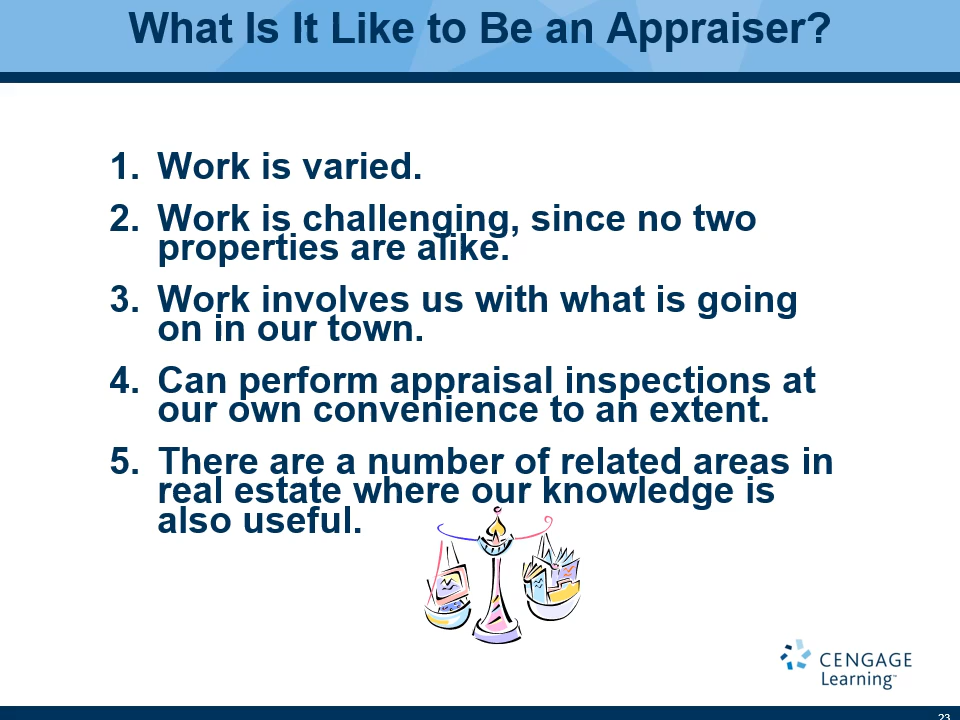 What Is It Like to Be an Appraiser?
1. Work is varied.
2. Work is challenging, since no two
properties are alike.
3. Work involves us with what is going
on in our town.
4. Can perform appraisal inspections at
our own convenience to an extent.
5. There are a number of related areas in
real estate where our knowledge is
also useful.
CENGAGE
Learning™
23